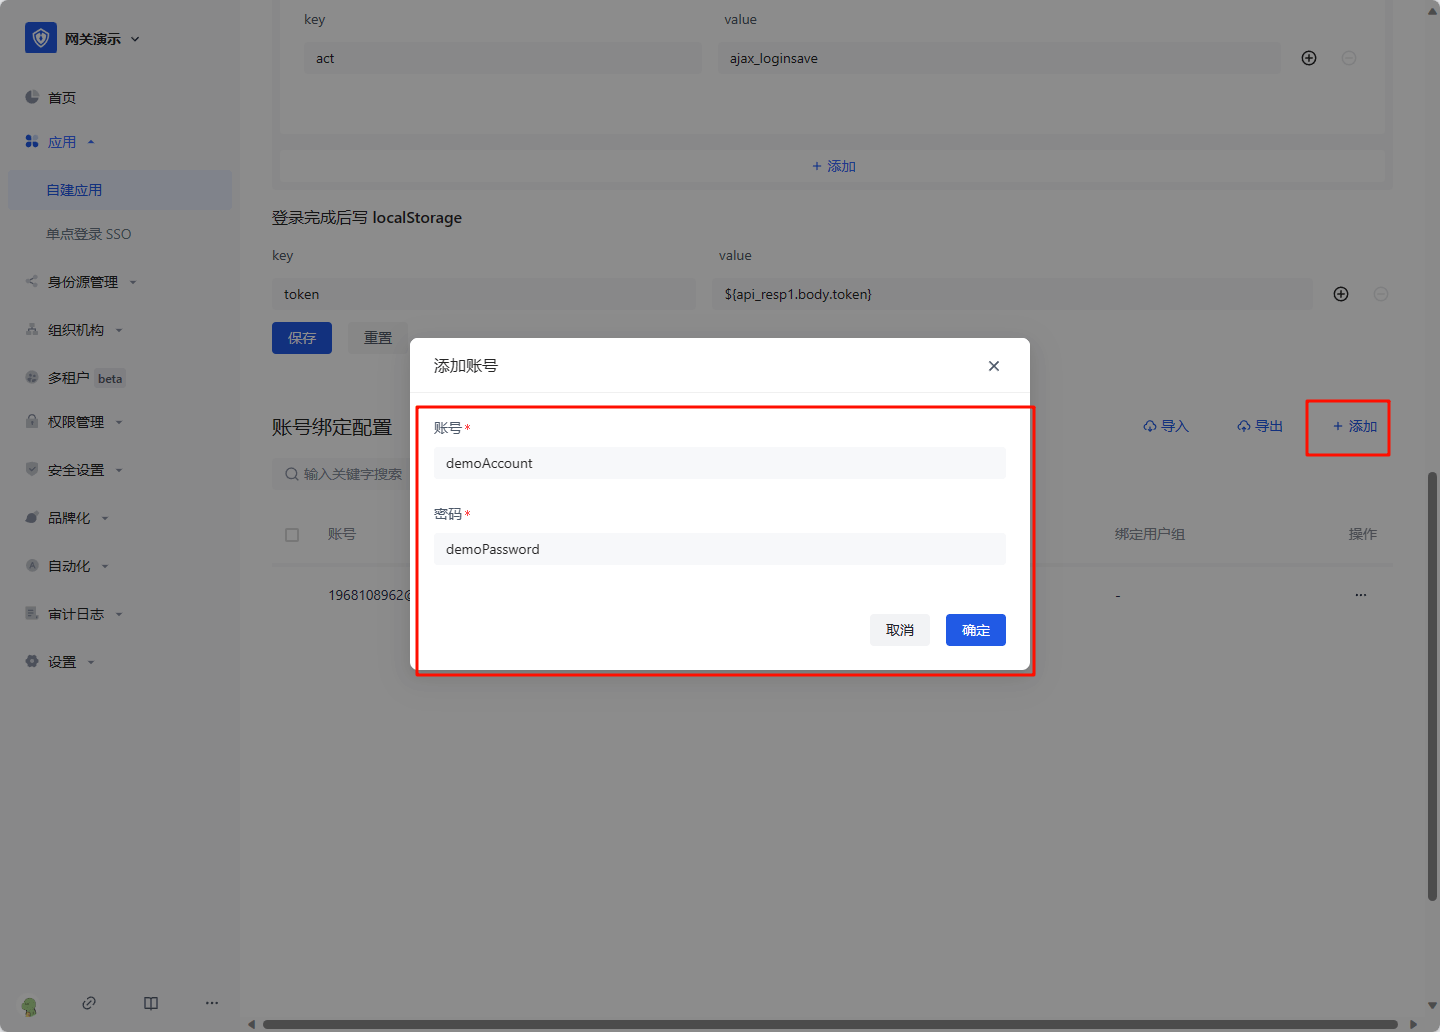 网关演示
首页
应用
自建应用
单点登录 SSO
身份源管理
组织机构
多租户 beta
权限管理
安全设置
品牌化
自动化
审计日志
设置
key value
act ajax_loginsave
+ 添加
登录完成后写 localStorage
key value
token ${api_resp1.body.token}
保存 重置
账号绑定配置
导入 导出 + 添加
输入关键字搜索
账号 绑定用户组 操作
1968108962@ - ···
添加账号
账号*
demoAccount
密码*
demoPassword
取消 确定